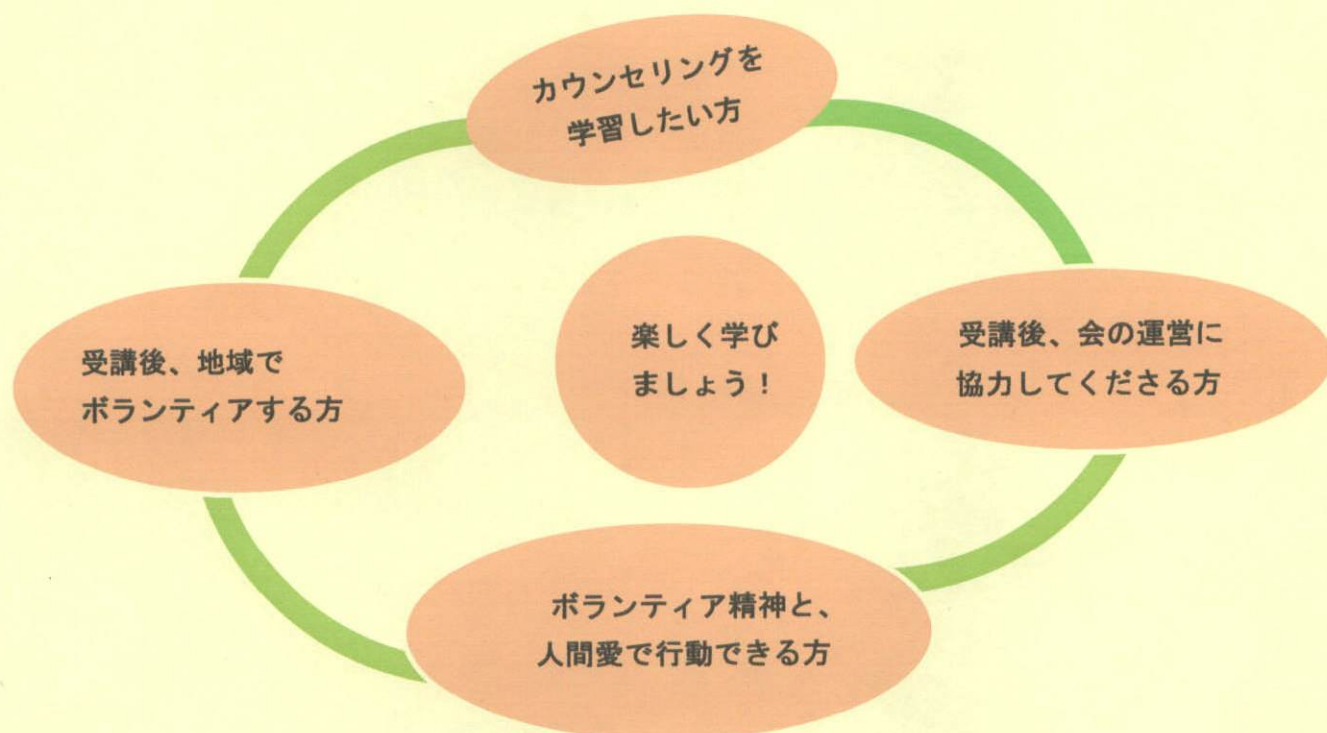 カウンセリングを
学習したい方
楽しく学び
ましょう！
受講後、会の運営に
協力してくださる方
受講後、地域で
ボランティアする方
ボランティア精神と、
人間愛で行動できる方